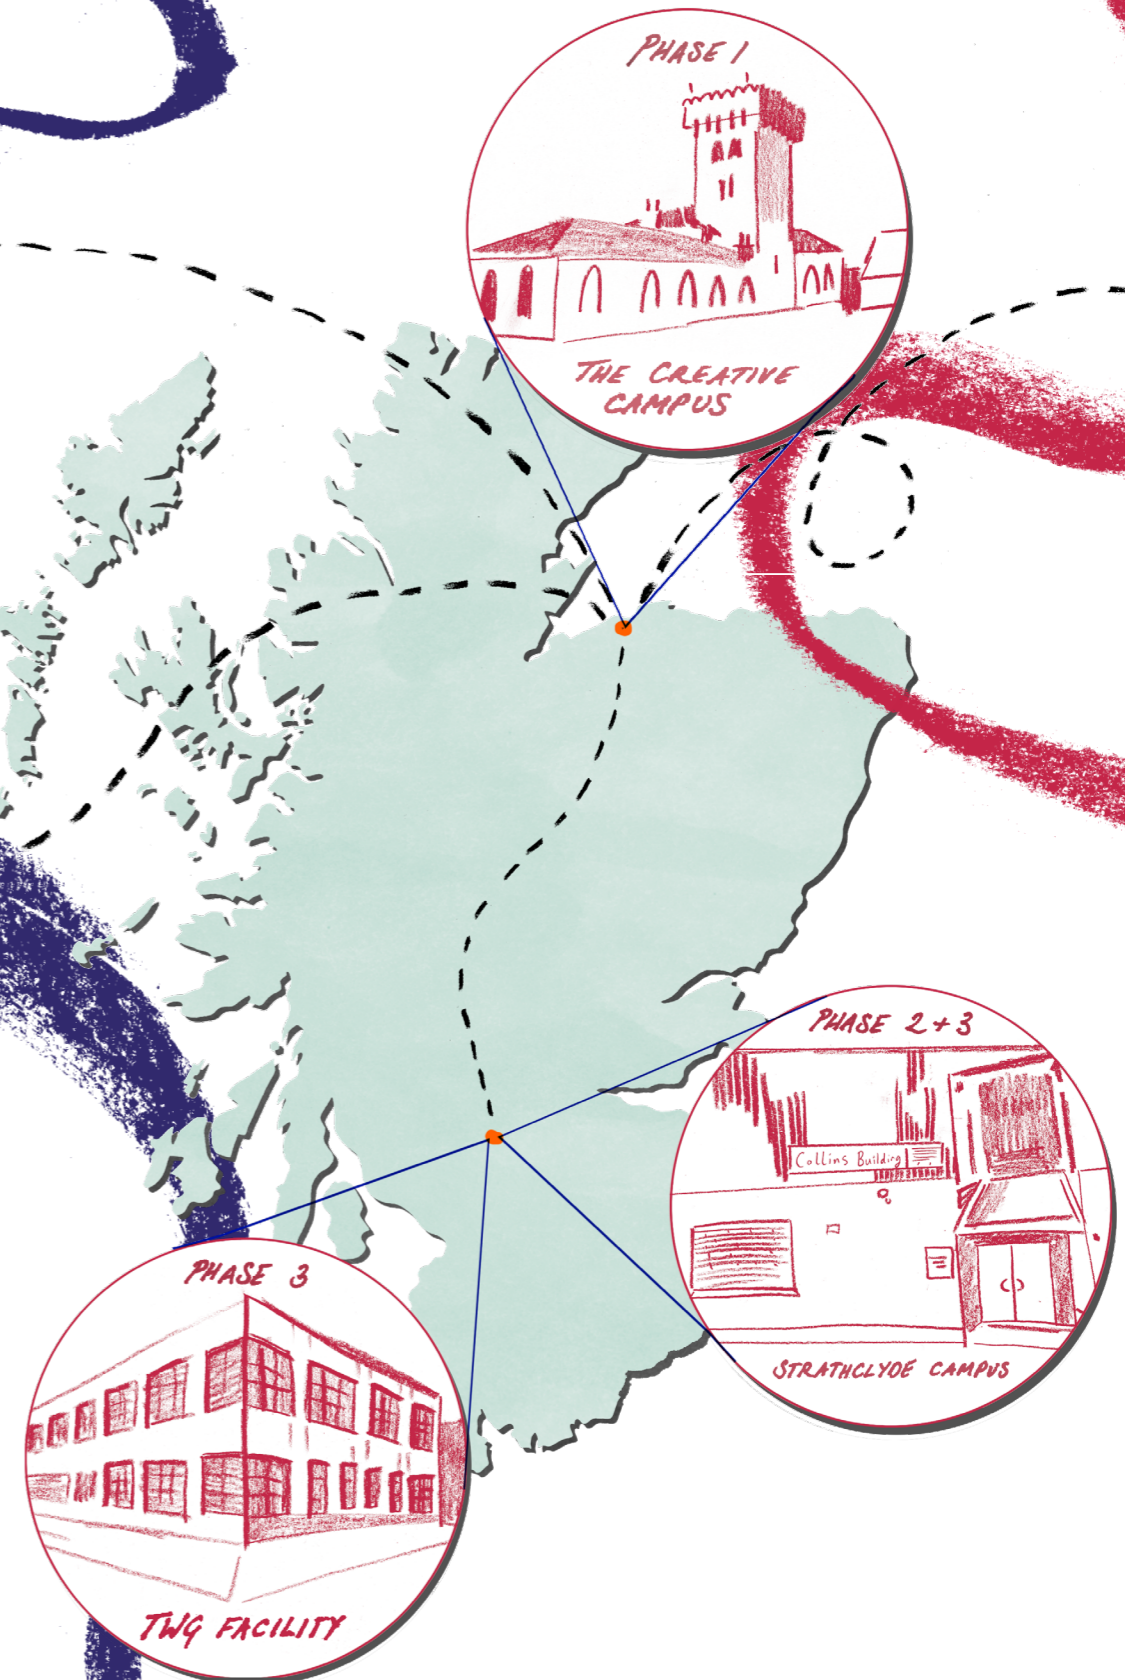 PHASE 1
THE CREATIVE
CAMPUS
PHASE 2+3
Collins Building
STRATHCLYDE CAMPUS
PHASE 3
TWG FACILITY